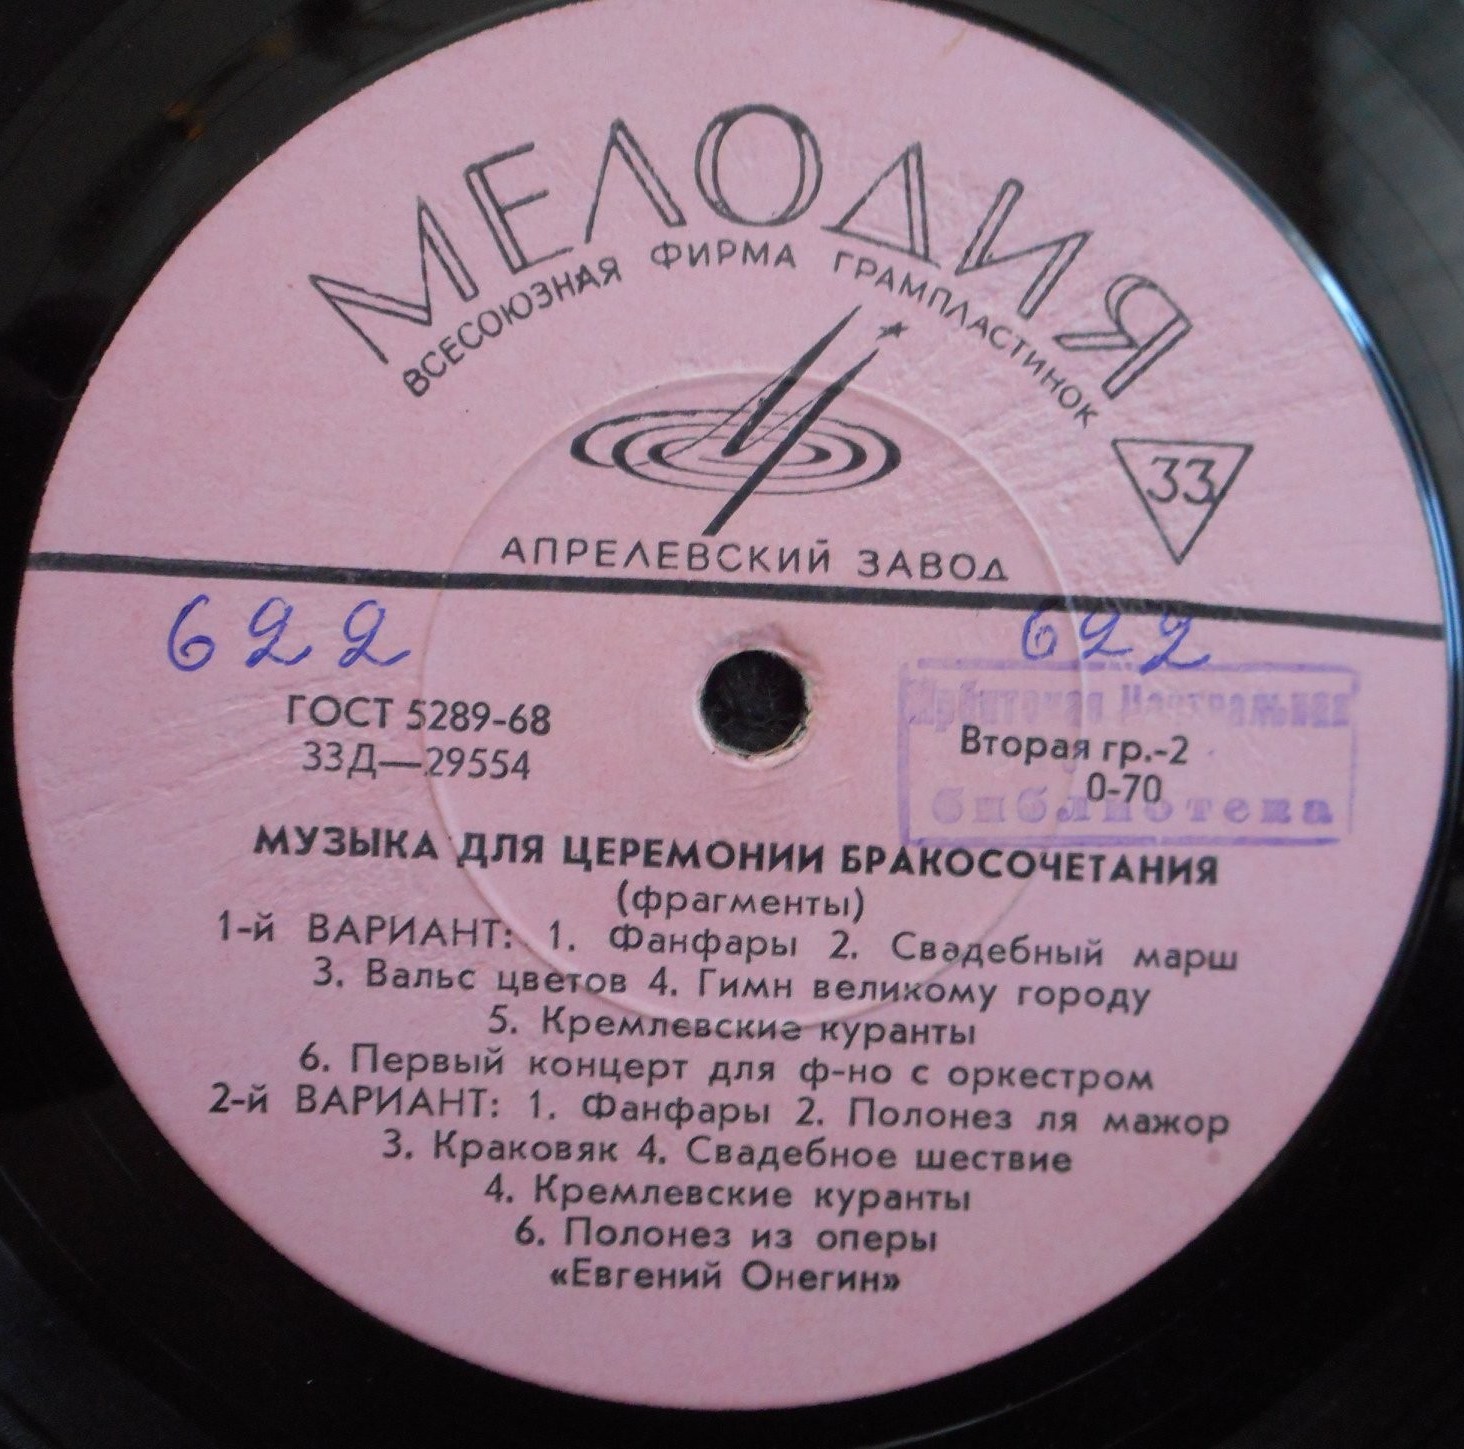 МЕЛОДИЯ
ВСЕСОЮЗНАЯ ФИРМА ГРАМПЛАСТИНОК
33
АПРЕЛЕВСКИЙ ЗАВОД
622
622
Ирбитская Центральная
библиотека
ГОСТ 5289-68
33Д—29554
Вторая гр.-2
0-70
МУЗЫКА ДЛЯ ЦЕРЕМОНИИ БРАКОСОЧЕТАНИЯ
(фрагменты)
1-й ВАРИАНТ: 1. Фанфары 2. Свадебный марш
3. Вальс цветов 4. Гимн великому городу
5. Кремлевские куранты
6. Первый концерт для ф-но с оркестром
2-й ВАРИАНТ: 1. Фанфары 2. Полонез ля мажор
3. Краковяк 4. Свадебное шествие
4. Кремлевские куранты
6. Полонез из оперы
«Евгений Онегин»